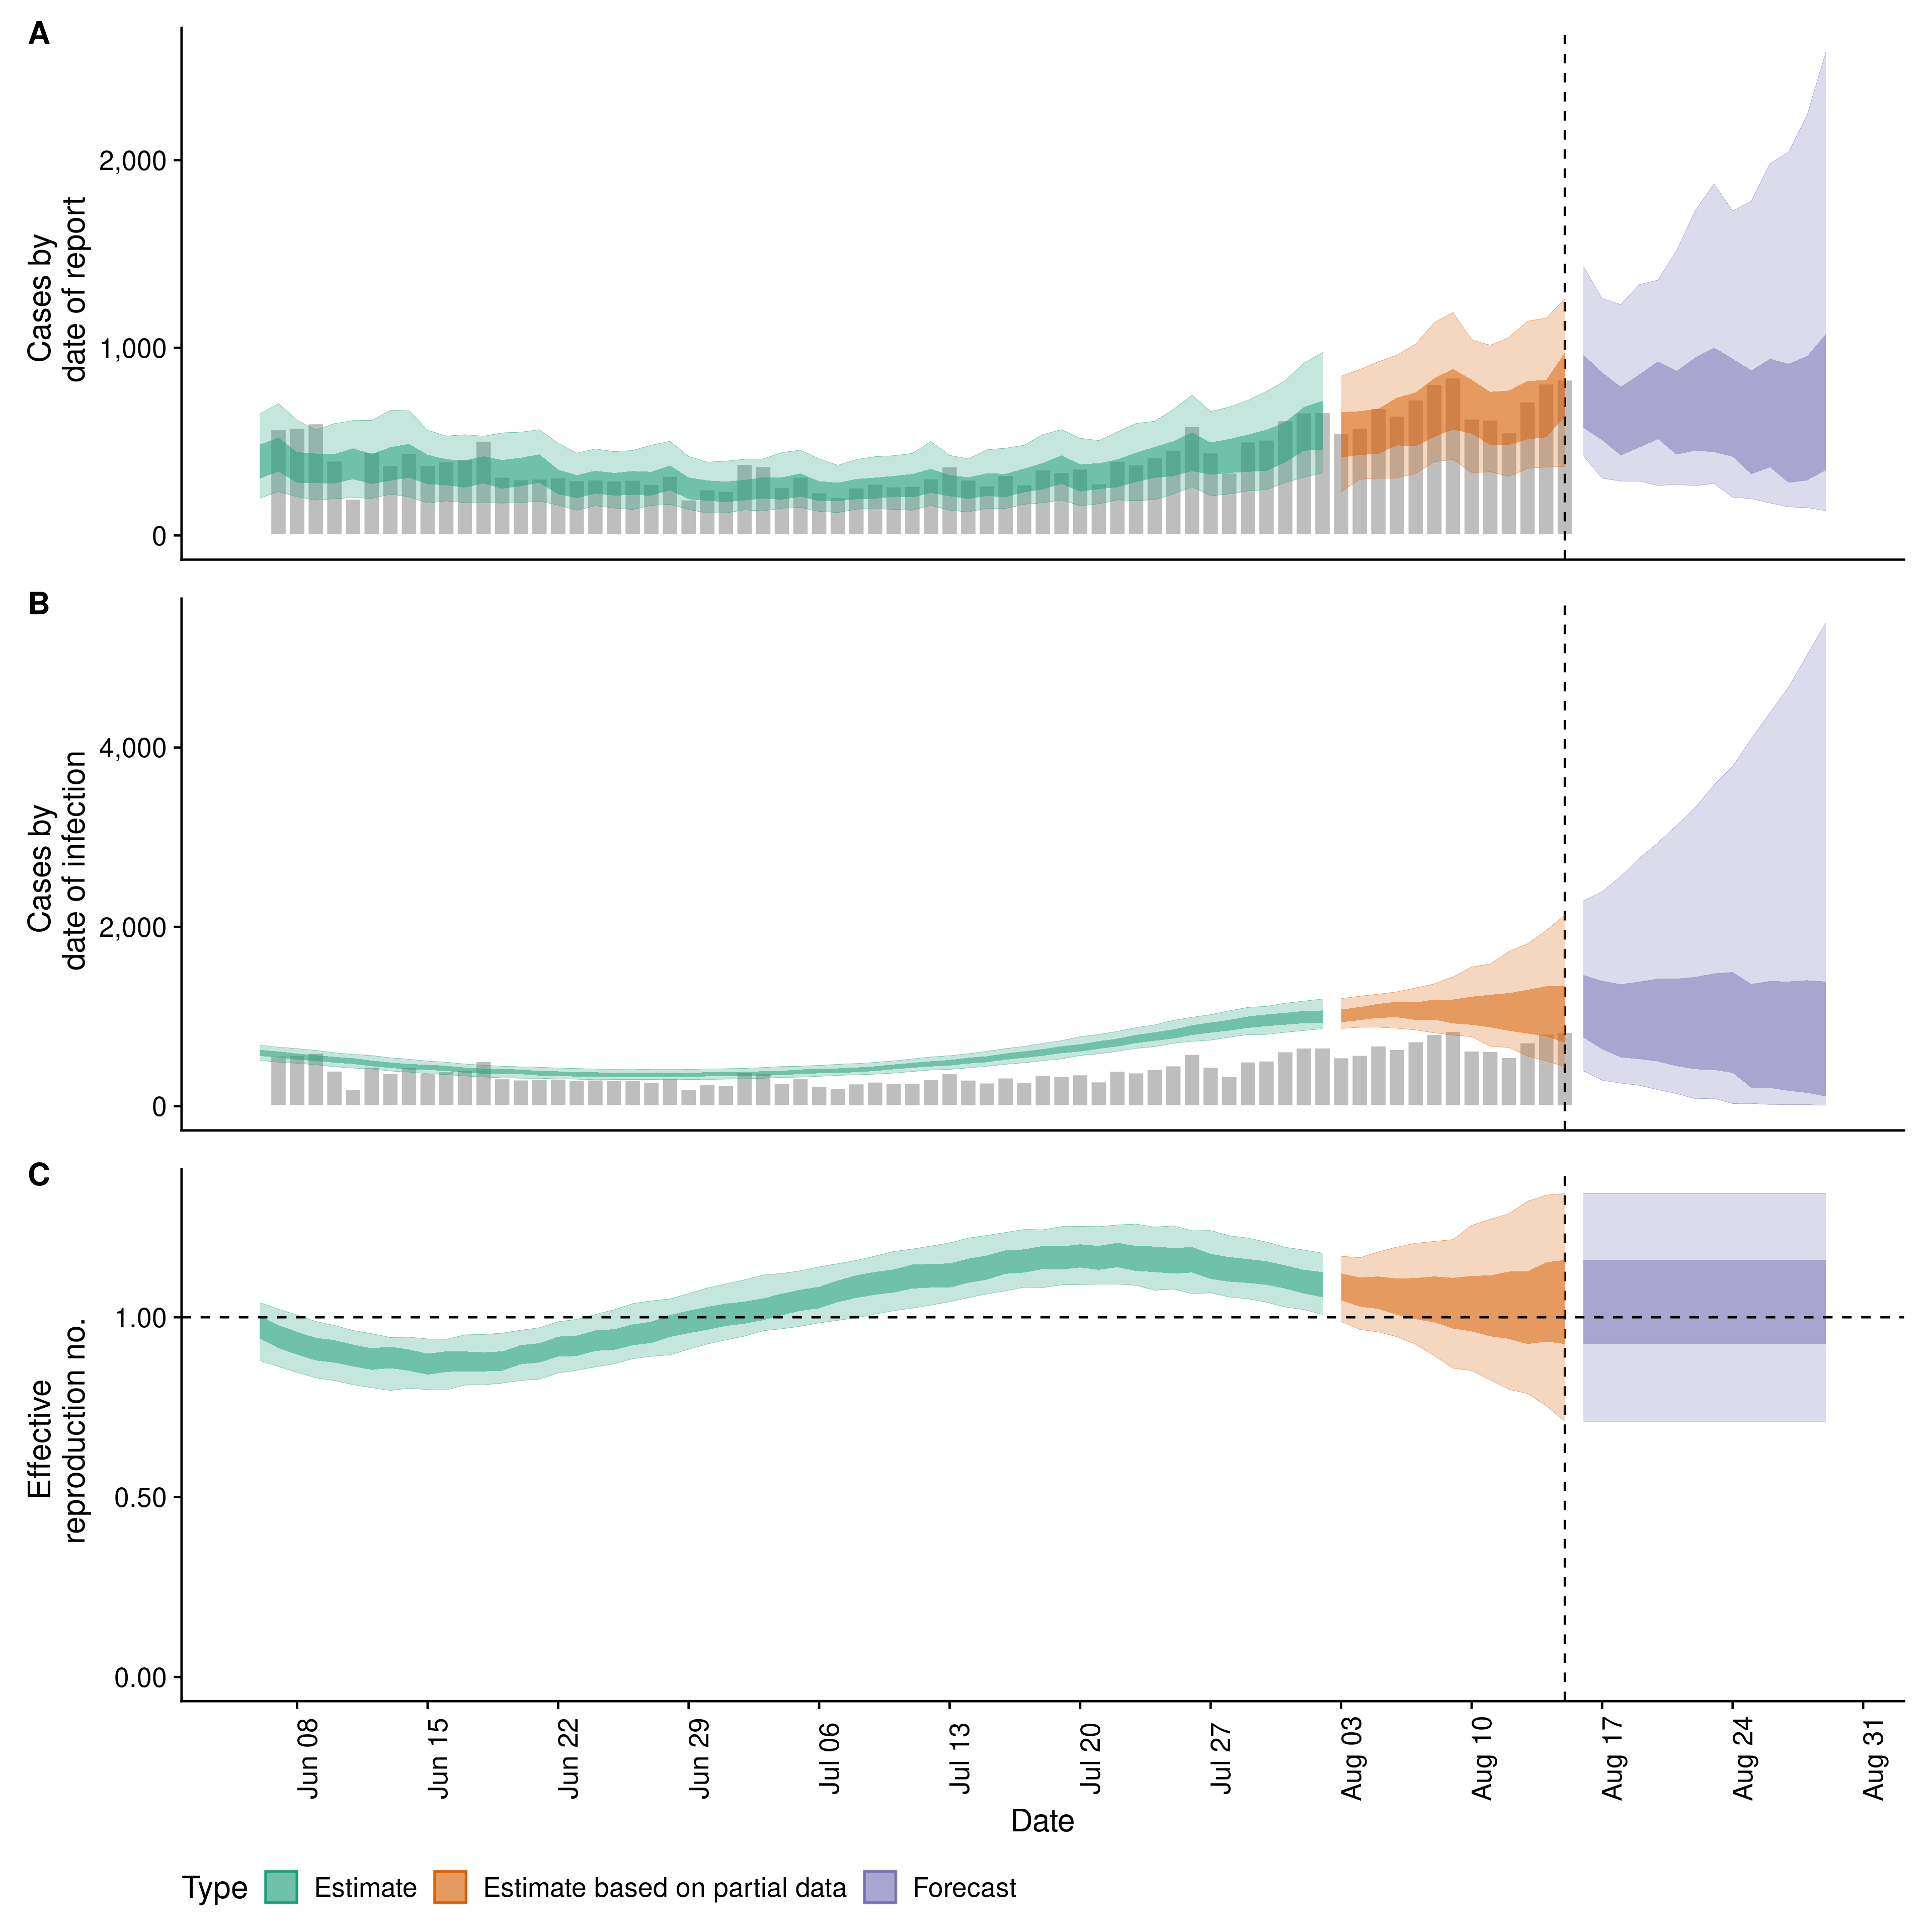 A
Cases by
date of report
2,000
1,000
0
B
Cases by
date of infection
4,000
2,000
0
C
Effective
reproduction no.
1.00
0.50
0.00
Jun 08
Jun 15
Jun 22
Jun 29
Jul 06
Jul 13
Jul 20
Jul 27
Aug 03
Aug 10
Aug 17
Aug 24
Aug 31
Date
Type Estimate Estimate based on partial data Forecast